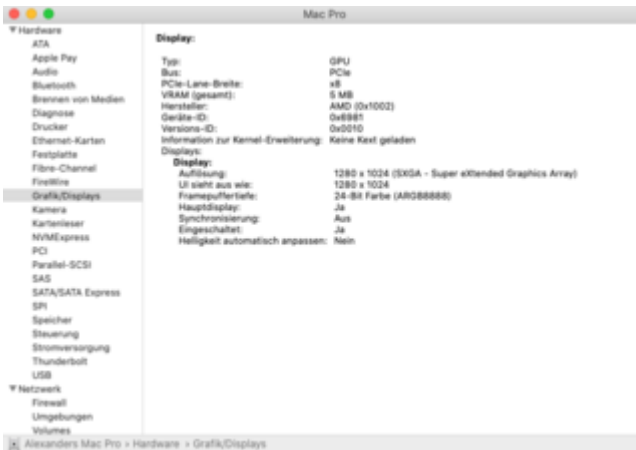 Mac Pro
Hardware
ATA
Apple Pay
Audio
Bluetooth
Brennen von Medien
Diagnose
Drucker
Ethernet-Karten
Festplatte
Fibre-Channel
FireWire
Grafik/Displays
Kamera
Kartenleser
NVMExpress
PCI
Parallel-SCSI
SAS
SATA/SATA Express
SPI
Speicher
Steuerung
Stromversorgung
Thunderbolt
USB
Netzwerk
Firewall
Umgebungen
Volumes
Display:
Typ: GPU
Bus: PCIe
PCIe-Lane-Breite: x8
VRAM (gesamt): 5 MB
Hersteller: AMD (0x1002)
Geräte-ID: 0x6981
Versions-ID: 0x0010
Information zur Kernel-Erweiterung: Keine Kext geladen
Displays:
Display:
Auflösung: 1280 x 1024 (SXGA - Super eXtended Graphics Array)
UI sieht aus wie: 1280 x 1024
Framepuffertiefe: 24-Bit Farbe (ARGB8888)
Hauptdisplay: Ja
Synchronisierung: Aus
Eingeschaltet: Ja
Helligkeit automatisch anpassen: Nein
Alexanders Mac Pro › Hardware › Grafik/Displays